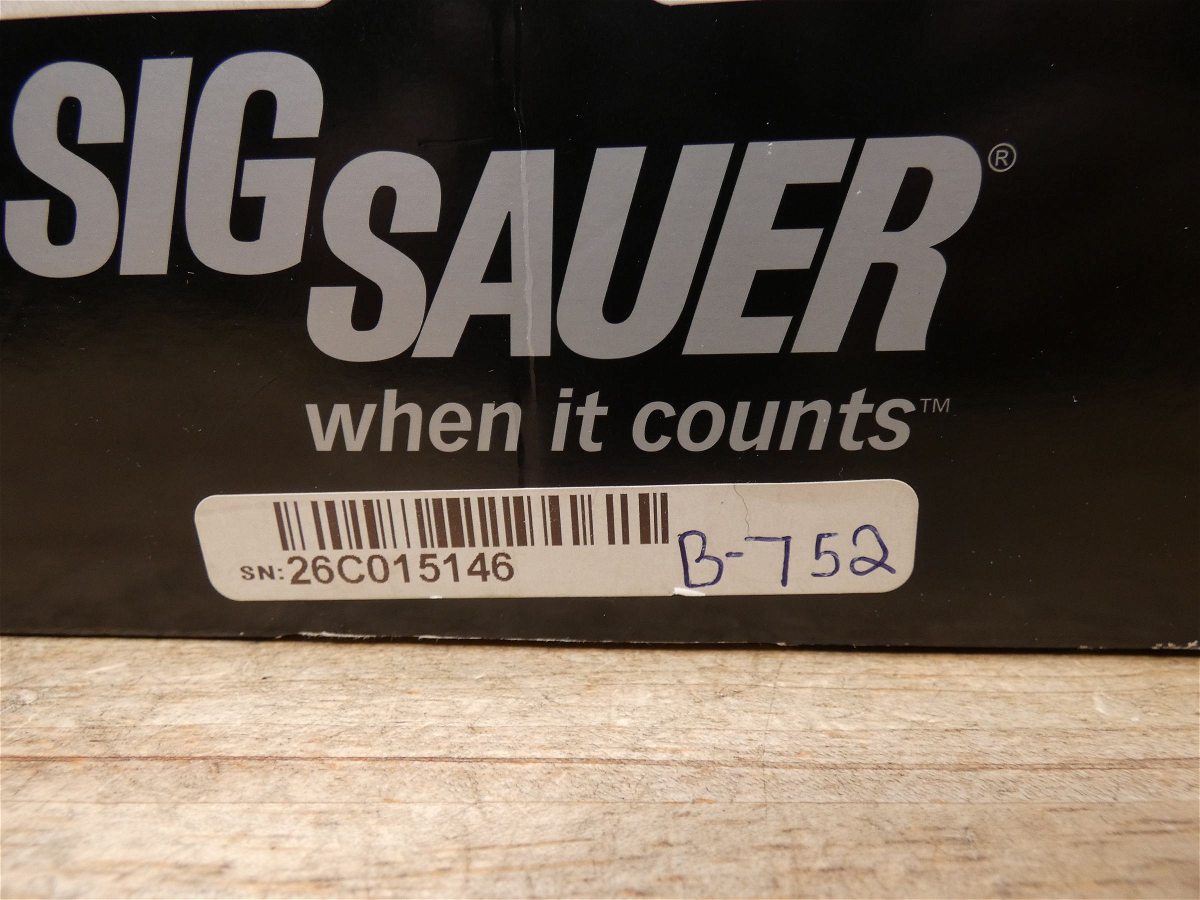 SIG
SAUER®
when it counts™
SN: 26C015146
B-752